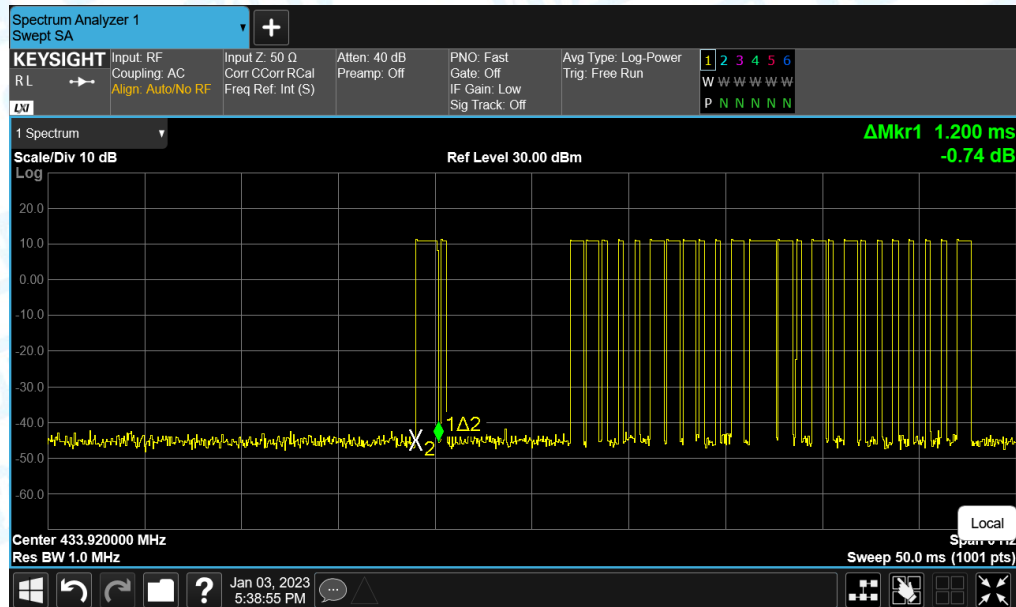 Spectrum Analyzer 1
Swept SA
+
KEYSIGHT
R L
LXI
Input: RF
Coupling: AC
Align: Auto/No RF
Input Z: 50 Ω
Corr CCorr RCal
Freq Ref: Int (S)
Atten: 40 dB
Preamp: Off
PNO: Fast
Gate: Off
IF Gain: Low
Sig Track: Off
Avg Type: Log-Power
Trig: Free Run
1 2 3 4 5 6
W W W W W W
P N N N N N
1 Spectrum
ΔMkr1 1.200 ms
-0.74 dB
Scale/Div 10 dB
Ref Level 30.00 dBm
Log
20.0
10.0
0.00
-10.0
-20.0
-30.0
-40.0
-50.0
-60.0
X2
1Δ2
Local
Center 433.920000 MHz
Res BW 1.0 MHz
Sweep 50.0 ms (1001 pts)
?
Jan 03, 2023
5:38:55 PM